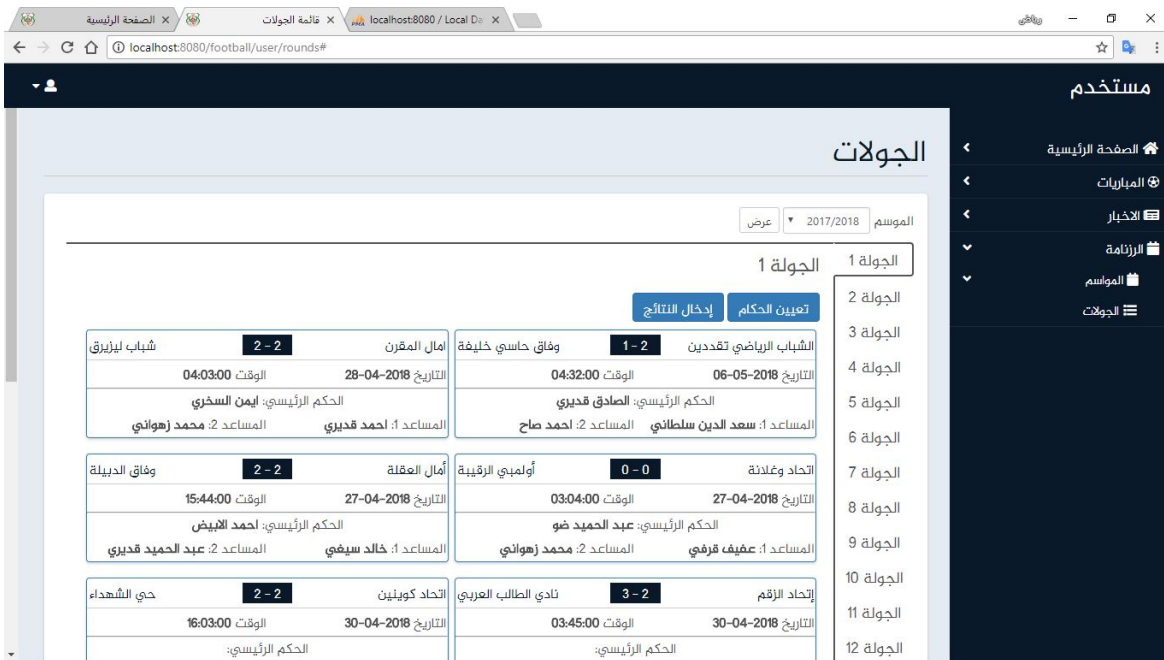 الصفحة الرئيسية
قائمة الجولات
localhost:8080 / Local Da
رياضي
localhost:8080/football/user/rounds#
مستخدم
الصفحة الرئيسية
المباريات
الاخبار
الرزنامة
المواسم
الجولات
الجولات
الموسم 2017/2018 عرض
الجولة 1
الجولة 2
الجولة 3
الجولة 4
الجولة 5
الجولة 6
الجولة 7
الجولة 8
الجولة 9
الجولة 10
الجولة 11
الجولة 12
الجولة 1
تعيين الحكام إدخال النتائج
الشباب الرياضي تقددين 2 - 1 وفاق حاسي خليفة
التاريخ 2018-05-06 الوقت 04:32:00
الحكم الرئيسي: الصادق قديري
المساعد 1: سعد الدين سلطاني المساعد 2: احمد صاح
امال المقرن 2 - 2 شباب ليزيرق
التاريخ 2018-04-28 الوقت 04:03:00
الحكم الرئيسي: ايمن السخري
المساعد 1: احمد قديري المساعد 2: محمد زهواني
اتحاد وغلانة 0 - 0 أولمبي الرقيبة
التاريخ 2018-04-27 الوقت 03:04:00
الحكم الرئيسي: عبد الحميد ضو
المساعد 1: عفيف قرفي المساعد 2: محمد زهواني
أمال العقلة 2 - 2 وفاق الدبيلة
التاريخ 2018-04-27 الوقت 15:44:00
الحكم الرئيسي: احمد الابيض
المساعد 1: خالد سيغي المساعد 2: عبد الحميد قديري
إتحاد الزقم 2 - 3 نادي الطالب العربي
التاريخ 2018-04-30 الوقت 03:45:00
الحكم الرئيسي:
اتحاد كوينين 2 - 2 حي الشهداء
التاريخ 2018-04-30 الوقت 16:03:00
الحكم الرئيسي: